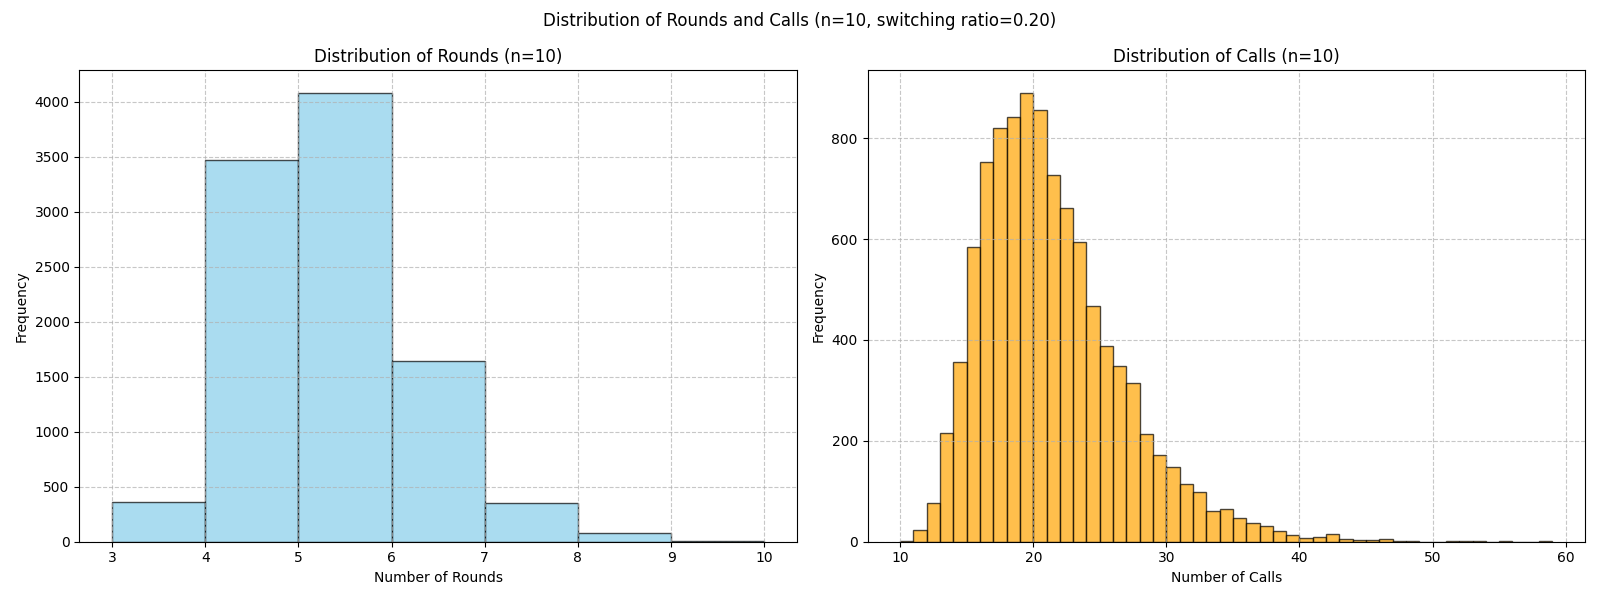 Distribution of Rounds and Calls (n=10, switching ratio=0.20)
Distribution of Rounds (n=10)
Frequency
4000
3500
3000
2500
2000
1500
1000
500
0
3 4 5 6 7 8 9 10
Number of Rounds
Distribution of Calls (n=10)
Frequency
800
600
400
200
0
10 20 30 40 50 60
Number of Calls